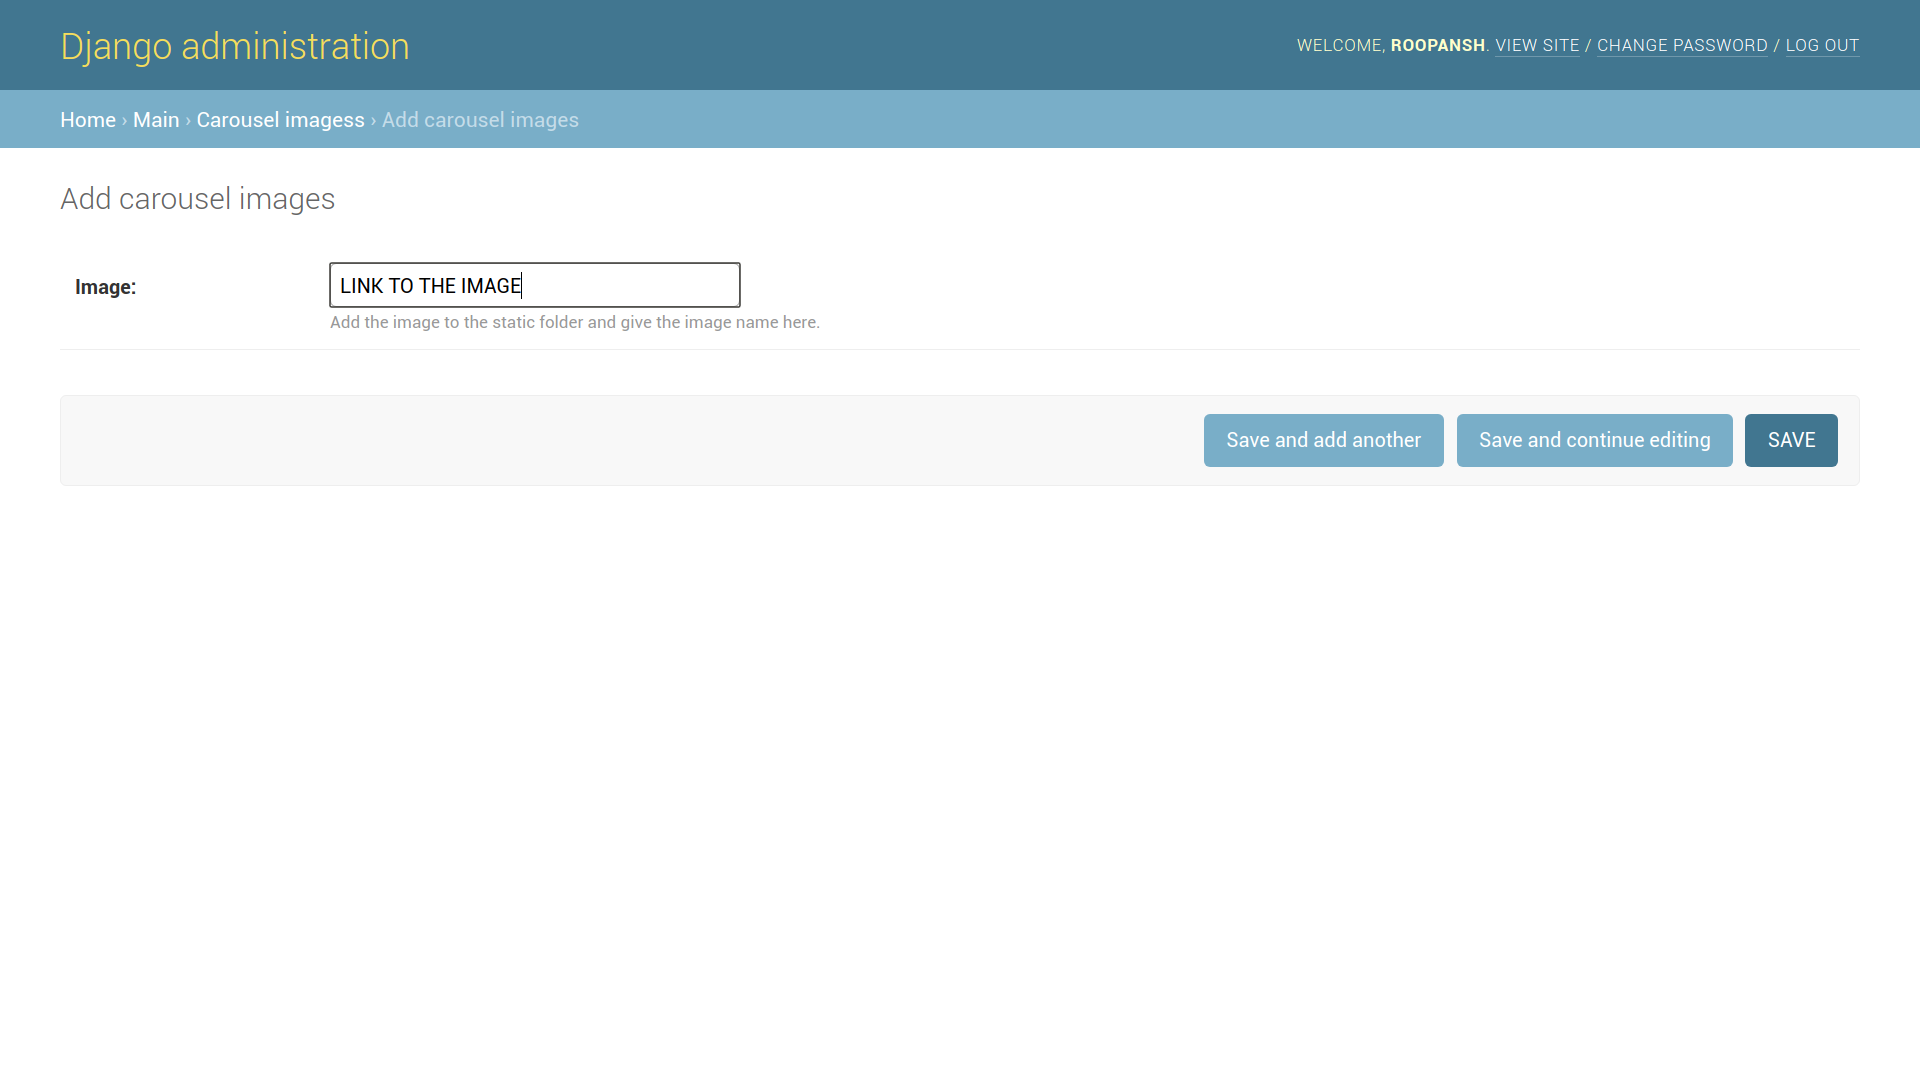 Django administration
WELCOME, ROOPANSH. VIEW SITE / CHANGE PASSWORD / LOG OUT
Home › Main › Carousel imagess › Add carousel images
Add carousel images
Image:
LINK TO THE IMAGE
Add the image to the static folder and give the image name here.
Save and add another
Save and continue editing
SAVE